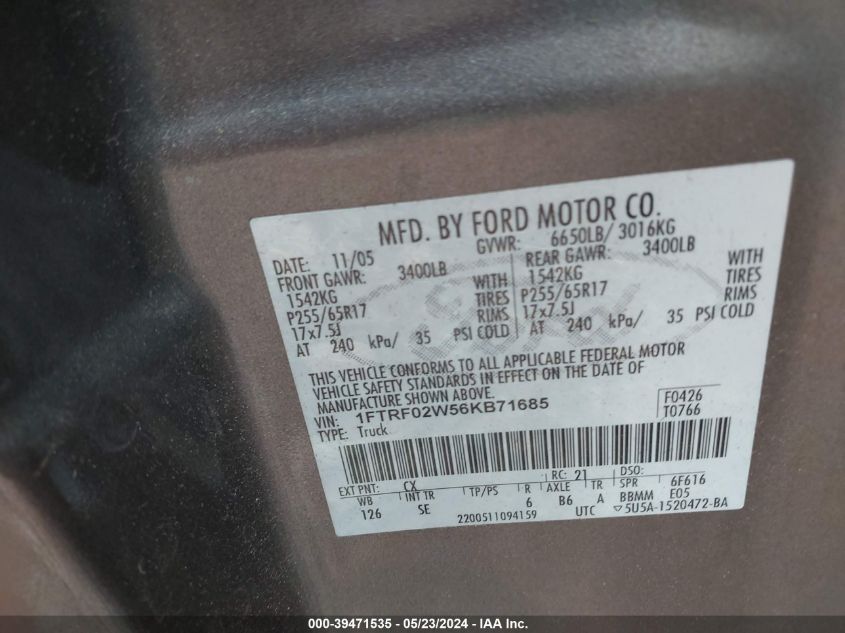 MFD. BY FORD MOTOR CO.
DATE: 11/05 GVWR: 6650LB/ 3016KG
FRONT GAWR: 3400LB REAR GAWR: 3400LB
1542KG WITH 1542KG WITH
P255/65R17 TIRES P255/65R17 TIRES
17x7.5J RIMS 17x7.5J RIMS
AT 240 kPa/ 35 PSI COLD AT 240 kPa/ 35 PSI COLD
Ford
THIS VEHICLE CONFORMS TO ALL APPLICABLE FEDERAL MOTOR
VEHICLE SAFETY STANDARDS IN EFFECT ON THE DATE OF
MANUFACTURE SHOWN ABOVE.
VIN: 1FTRF02W56KB71685 F0426
TYPE: Truck T0766
EXT PNT: CX RC: 21 DSO:
WB INT TR TP/PS R AXLE TR SPR 6F616
126 SE 6 B6 A BBMM E05
2200511094159 UTC ▽5U5A-1520472-BA
000-39471535 - 05/23/2024 - IAA Inc.